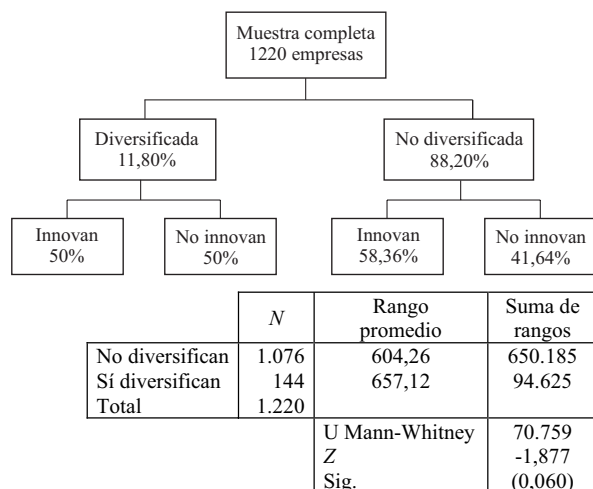 Muestra completa
1220 empresas
Diversificada
11,80%
No diversificada
88,20%
Innovan
50%
No innovan
50%
Innovan
58,36%
No innovan
41,64%
N Rango promedio Suma de rangos
No diversifican 1.076 604,26 650.185
Sí diversifican 144 657,12 94.625
Total 1.220
U Mann-Whitney 70.759
Z -1,877
Sig. (0,060)